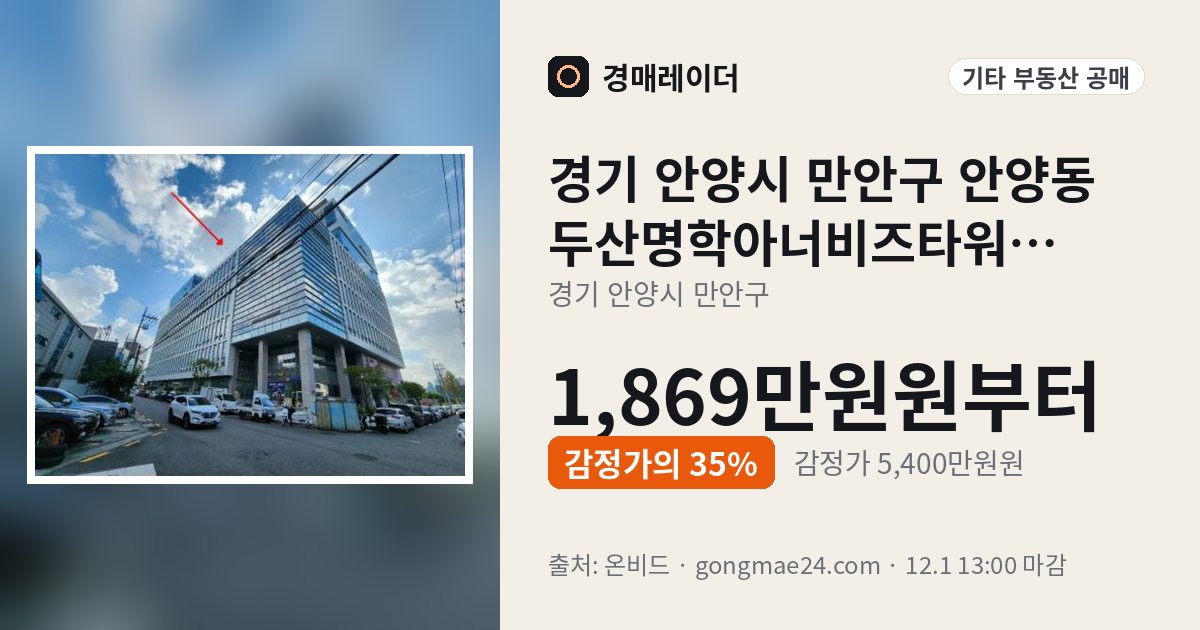 경매레이더
기타 부동산 공매
경기 안양시 만안구 안양동
두산명학아너비즈타워…
경기 안양시 만안구
1,869만원원부터
감정가의 35%
감정가 5,400만원원
출처: 온비드 · gongmae24.com · 12.1 13:00 마감